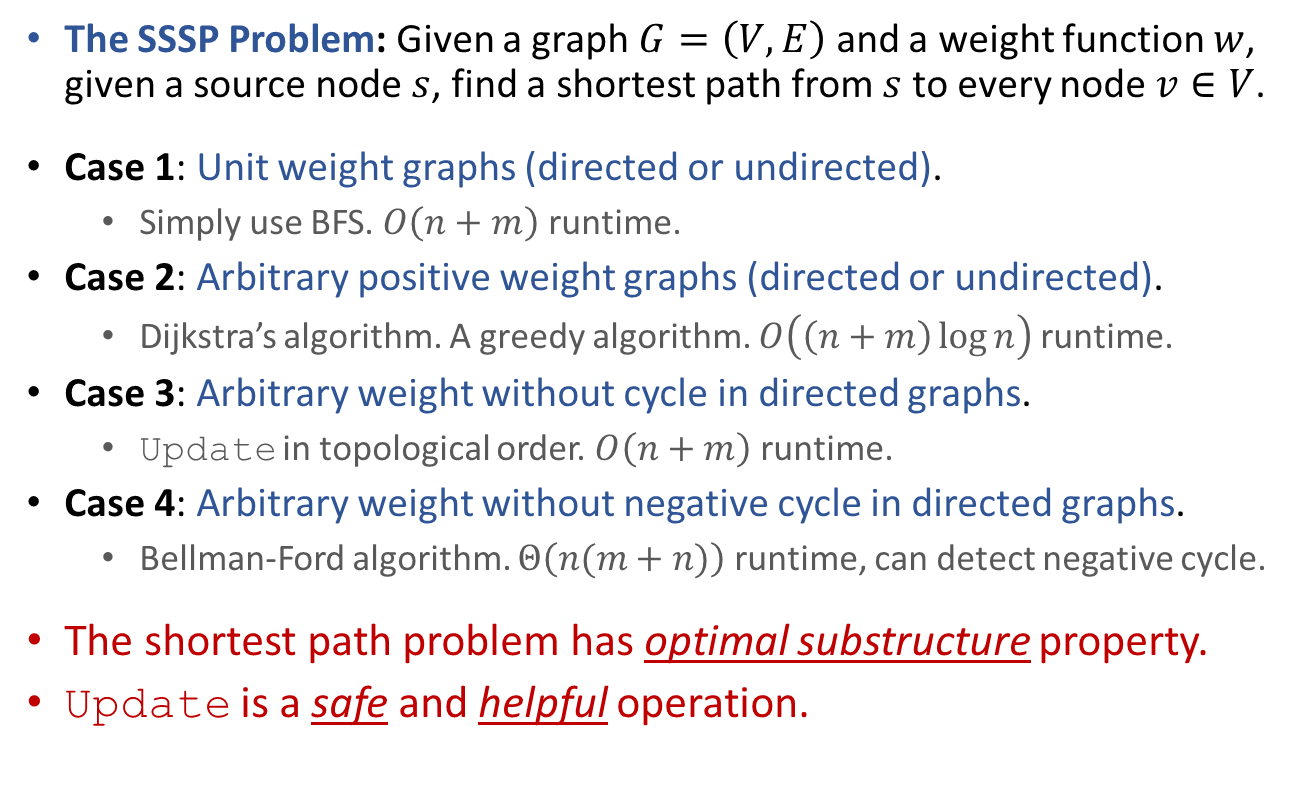 • The SSSP Problem: Given a graph 𝐺 = (𝑉, 𝐸) and a weight function 𝑤,
given a source node 𝑠, find a shortest path from 𝑠 to every node 𝑣 ∈ 𝑉.
• Case 1: Unit weight graphs (directed or undirected).
• Simply use BFS. 𝑂(𝑛 + 𝑚) runtime.
• Case 2: Arbitrary positive weight graphs (directed or undirected).
• Dijkstra’s algorithm. A greedy algorithm. 𝑂((𝑛 + 𝑚) log 𝑛) runtime.
• Case 3: Arbitrary weight without cycle in directed graphs.
• Update in topological order. 𝑂(𝑛 + 𝑚) runtime.
• Case 4: Arbitrary weight without negative cycle in directed graphs.
• Bellman-Ford algorithm. Θ(𝑛(𝑚 + 𝑛)) runtime, can detect negative cycle.
• The shortest path problem has optimal substructure property.
• Update is a safe and helpful operation.